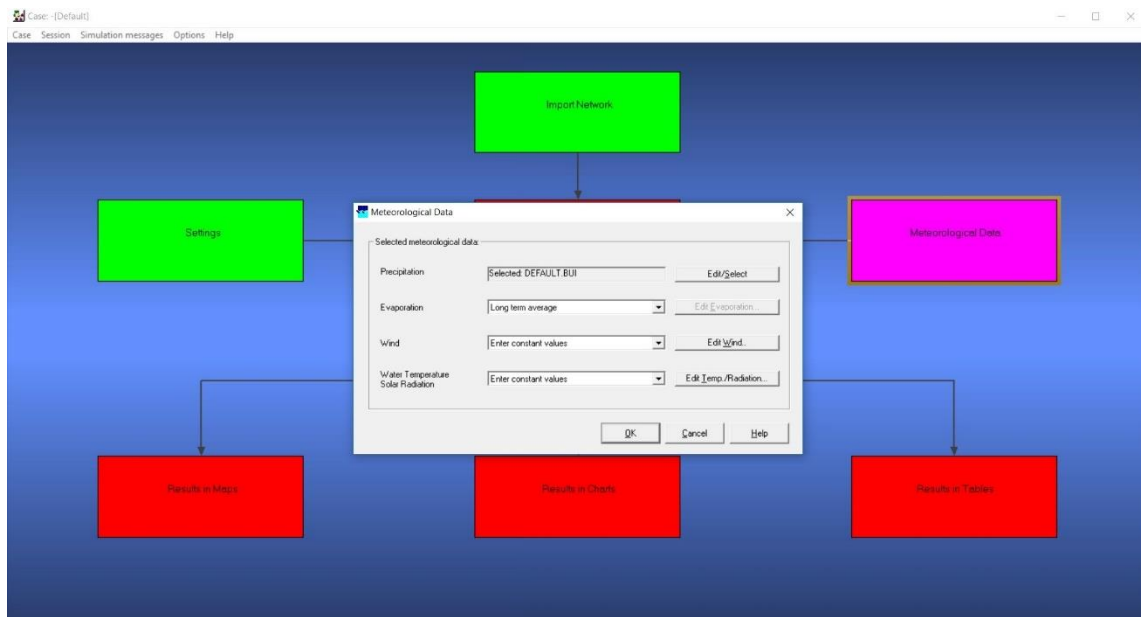 Case: -[Default]
Case Session Simulation messages Options Help
Import Network
Settings
Meteorological Data
Meteorological Data
Selected meteorological data:
Precipitation
Selected: DEFAULT.BUI
Edit/Select
Evaporation
Long term average
Edit Evaporation...
Wind
Enter constant values
Edit Wind..
Water Temperature
Solar Radiation
Enter constant values
Edit Temp./Radiation...
OK Cancel Help
Results in Maps
Results in Charts
Results in Tables